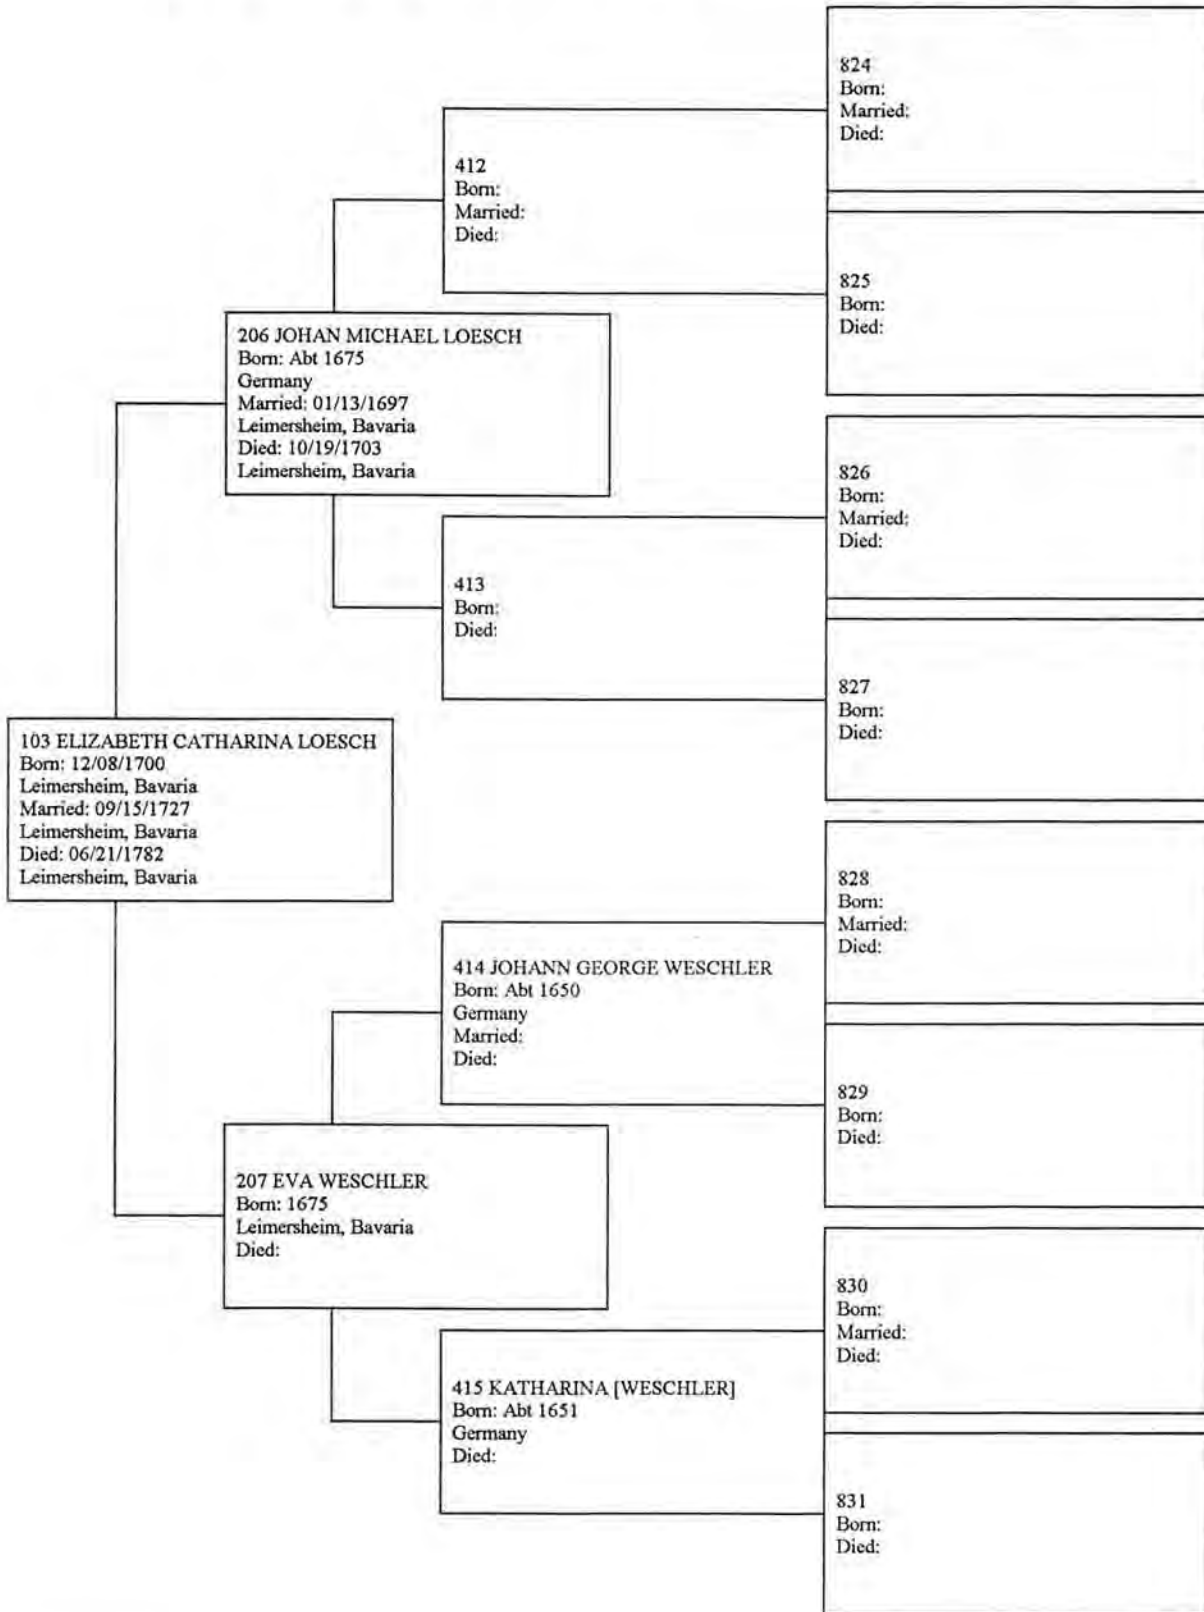 824
Born:
Married:
Died:
412
Born:
Married:
Died:
825
Born:
Died:
206 JOHAN MICHAEL LOESCH
Born: Abt 1675
Germany
Married: 01/13/1697
Leimersheim, Bavaria
Died: 10/19/1703
Leimersheim, Bavaria
826
Born:
Married:
Died:
413
Born:
Died:
827
Born:
Died:
103 ELIZABETH CATHARINA LOESCH
Born: 12/08/1700
Leimersheim, Bavaria
Married: 09/15/1727
Leimersheim, Bavaria
Died: 06/21/1782
Leimersheim, Bavaria
828
Born:
Married:
Died:
414 JOHANN GEORGE WESCHLER
Born: Abt 1650
Germany
Married:
Died:
829
Born:
Died:
207 EVA WESCHLER
Born: 1675
Leimersheim, Bavaria
Died:
830
Born:
Married:
Died:
415 KATHARINA [WESCHLER]
Born: Abt 1651
Germany
Died:
831
Born:
Died: